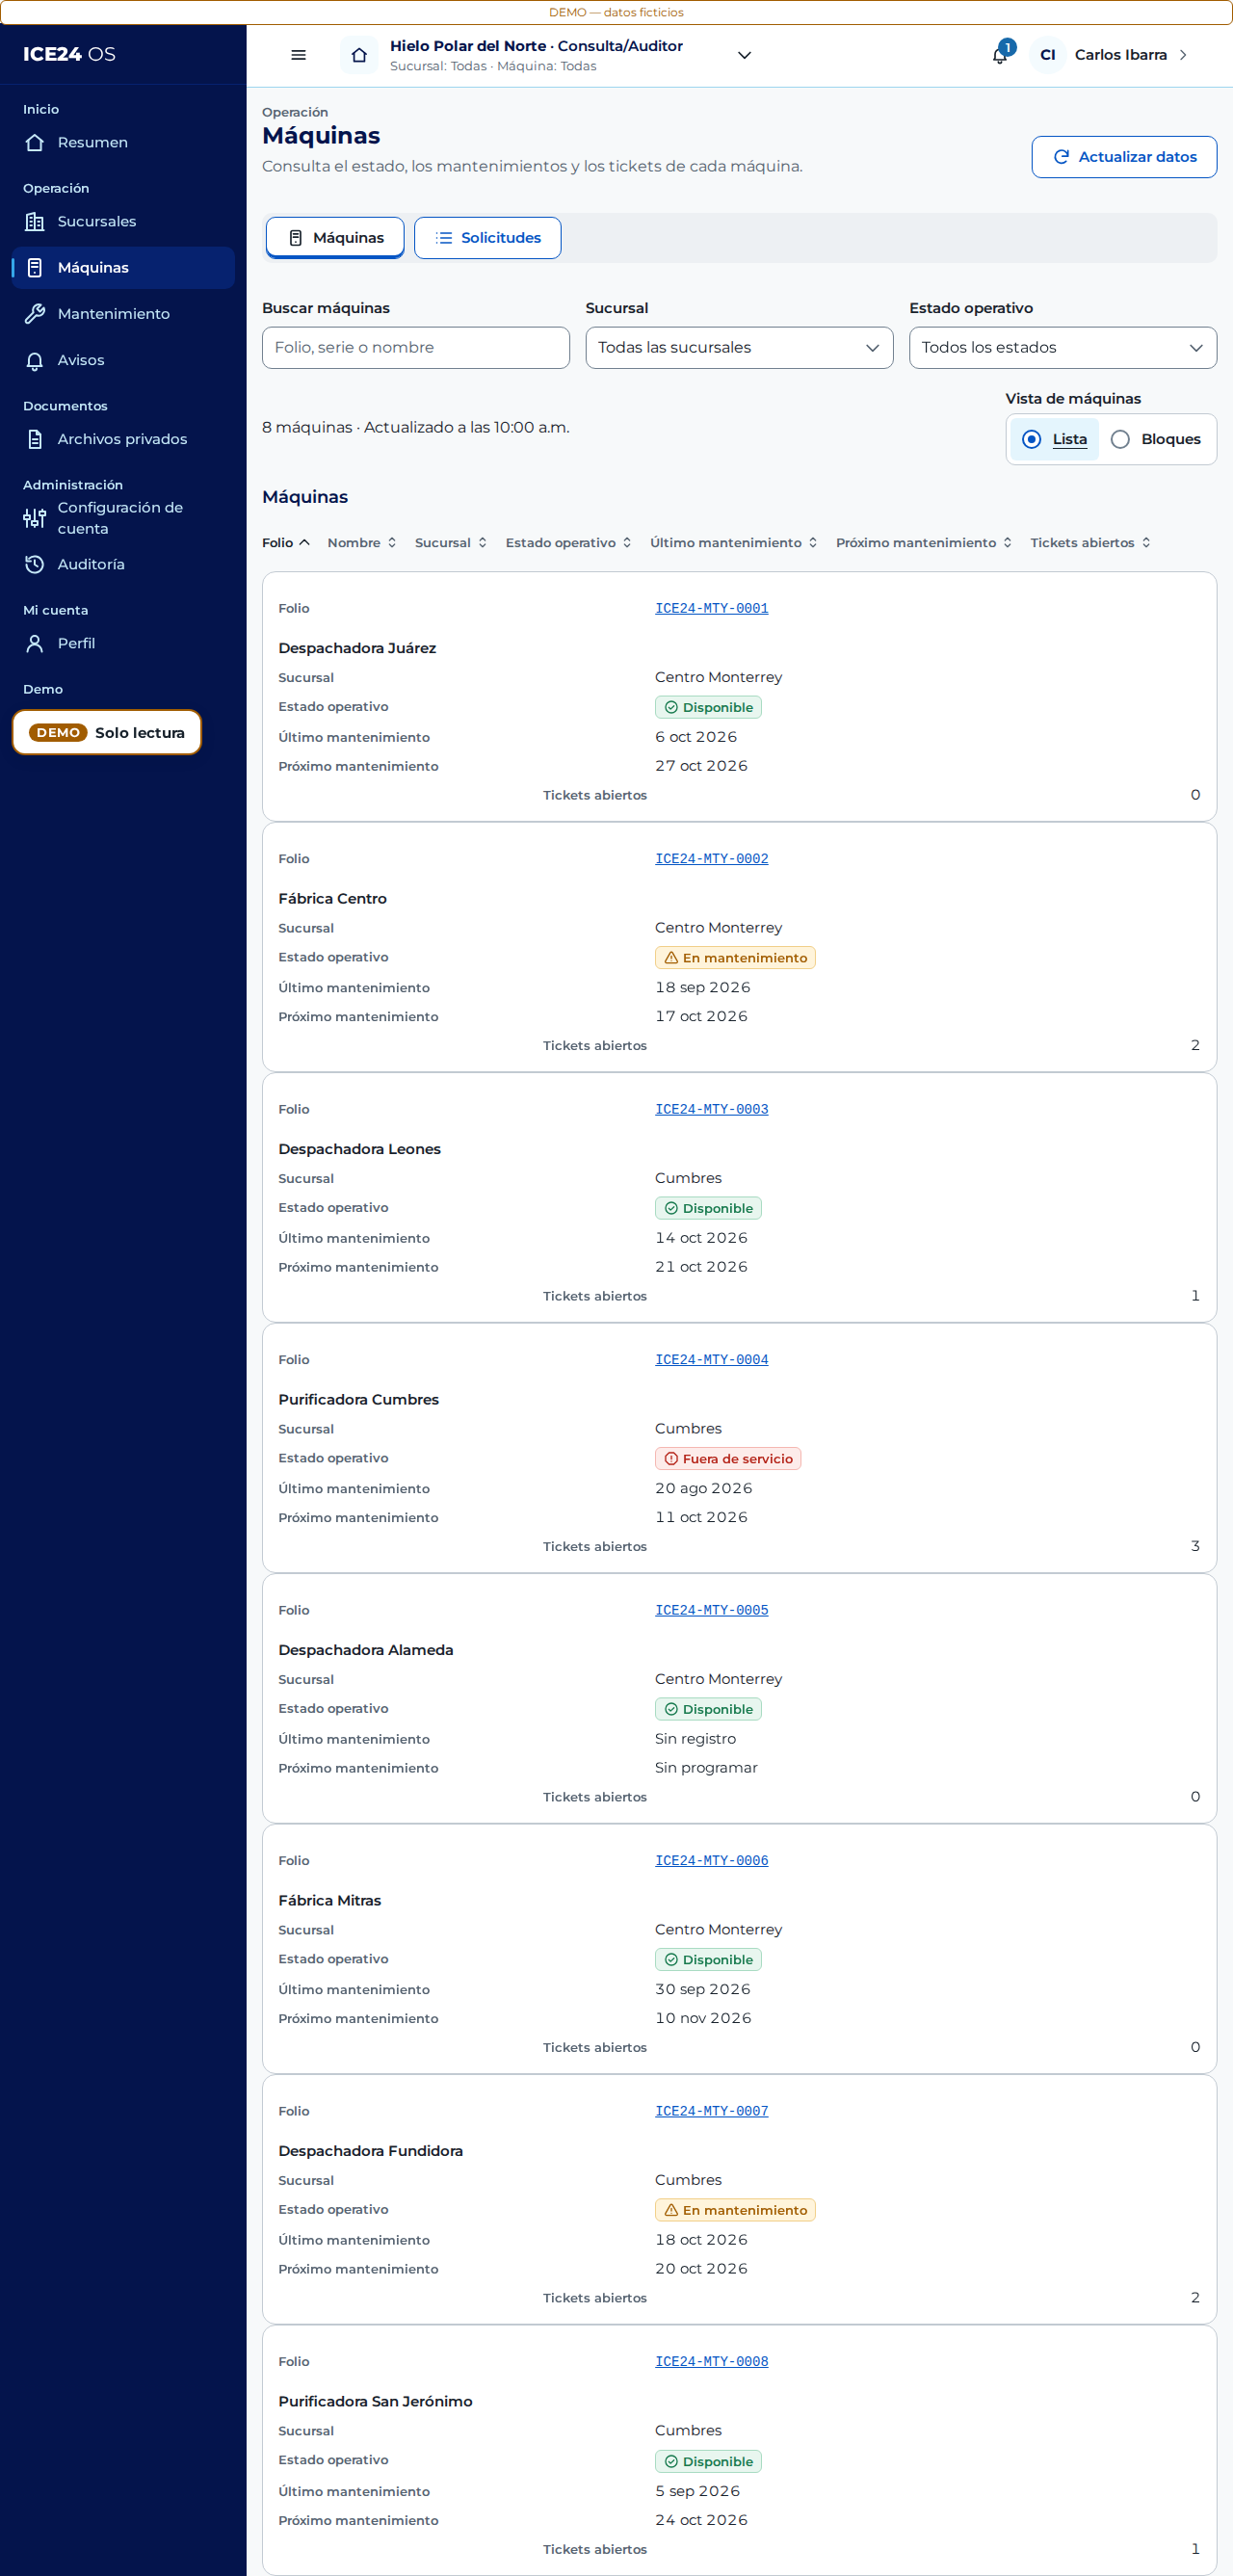 DEMO — datos ficticios
ICE24 OS
Hielo Polar del Norte · Consulta/Auditor
Sucursal: Todas · Máquina: Todas
1
CI
Carlos Ibarra
Inicio
Resumen
Operación
Sucursales
Máquinas
Mantenimiento
Avisos
Documentos
Archivos privados
Administración
Configuración de
cuenta
Auditoría
Mi cuenta
Perfil
Demo
DEMO Solo lectura
Operación
Máquinas
Consulta el estado, los mantenimientos y los tickets de cada máquina.
Actualizar datos
Máquinas
Solicitudes
Buscar máquinas
Folio, serie o nombre
Sucursal
Todas las sucursales
Estado operativo
Todos los estados
8 máquinas · Actualizado a las 10:00 a.m.
Vista de máquinas
Lista
Bloques
Máquinas
Folio Nombre Sucursal Estado operativo Último mantenimiento Próximo mantenimiento Tickets abiertos
Folio ICE24-MTY-0001
Despachadora Juárez
Sucursal Centro Monterrey
Estado operativo Disponible
Último mantenimiento 6 oct 2026
Próximo mantenimiento 27 oct 2026
Tickets abiertos 0
Folio ICE24-MTY-0002
Fábrica Centro
Sucursal Centro Monterrey
Estado operativo En mantenimiento
Último mantenimiento 18 sep 2026
Próximo mantenimiento 17 oct 2026
Tickets abiertos 2
Folio ICE24-MTY-0003
Despachadora Leones
Sucursal Cumbres
Estado operativo Disponible
Último mantenimiento 14 oct 2026
Próximo mantenimiento 21 oct 2026
Tickets abiertos 1
Folio ICE24-MTY-0004
Purificadora Cumbres
Sucursal Cumbres
Estado operativo Fuera de servicio
Último mantenimiento 20 ago 2026
Próximo mantenimiento 11 oct 2026
Tickets abiertos 3
Folio ICE24-MTY-0005
Despachadora Alameda
Sucursal Centro Monterrey
Estado operativo Disponible
Último mantenimiento Sin registro
Próximo mantenimiento Sin programar
Tickets abiertos 0
Folio ICE24-MTY-0006
Fábrica Mitras
Sucursal Centro Monterrey
Estado operativo Disponible
Último mantenimiento 30 sep 2026
Próximo mantenimiento 10 nov 2026
Tickets abiertos 0
Folio ICE24-MTY-0007
Despachadora Fundidora
Sucursal Cumbres
Estado operativo En mantenimiento
Último mantenimiento 18 oct 2026
Próximo mantenimiento 20 oct 2026
Tickets abiertos 2
Folio ICE24-MTY-0008
Purificadora San Jerónimo
Sucursal Cumbres
Estado operativo Disponible
Último mantenimiento 5 sep 2026
Próximo mantenimiento 24 oct 2026
Tickets abiertos 1